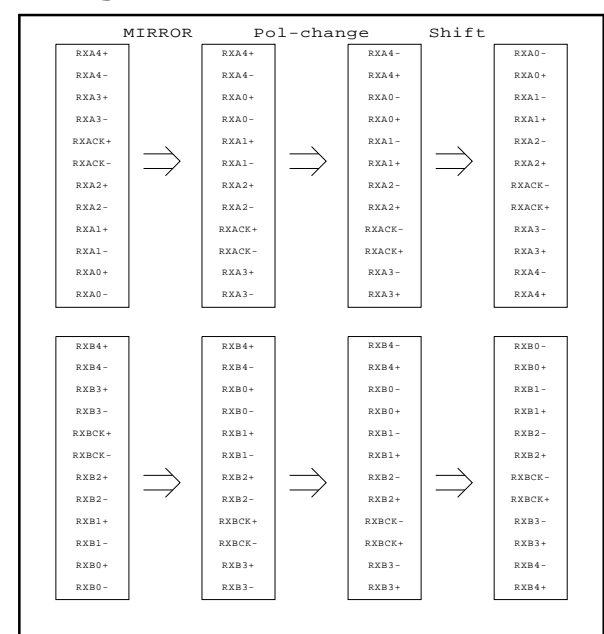 MIRROR Pol-change Shift
RXA4+ RXA4+ RXA4- RXA0-
RXA4- RXA4- RXA4+ RXA0+
RXA3+ RXA0+ RXA0- RXA1-
RXA3- RXA0- RXA0+ RXA1+
RXACK+ RXA1+ RXA1- RXA2-
RXACK- RXA1- RXA1+ RXA2+
RXA2+ RXA2+ RXA2- RXACK-
RXA2- RXA2- RXA2+ RXACK+
RXA1+ RXACK+ RXACK- RXA3-
RXA1- RXACK- RXACK+ RXA3+
RXA0+ RXA3+ RXA3- RXA4-
RXA0- RXA3- RXA3+ RXA4+
RXB4+ RXB4+ RXB4- RXB0-
RXB4- RXB4- RXB4+ RXB0+
RXB3+ RXB0+ RXB0- RXB1-
RXB3- RXB0- RXB0+ RXB1+
RXBCK+ RXB1+ RXB1- RXB2-
RXBCK- RXB1- RXB1+ RXB2+
RXB2+ RXB2+ RXB2- RXBCK-
RXB2- RXB2- RXB2+ RXBCK+
RXB1+ RXBCK+ RXBCK- RXB3-
RXB1- RXBCK- RXBCK+ RXB3+
RXB0+ RXB3+ RXB3- RXB4-
RXB0- RXB3- RXB3+ RXB4+